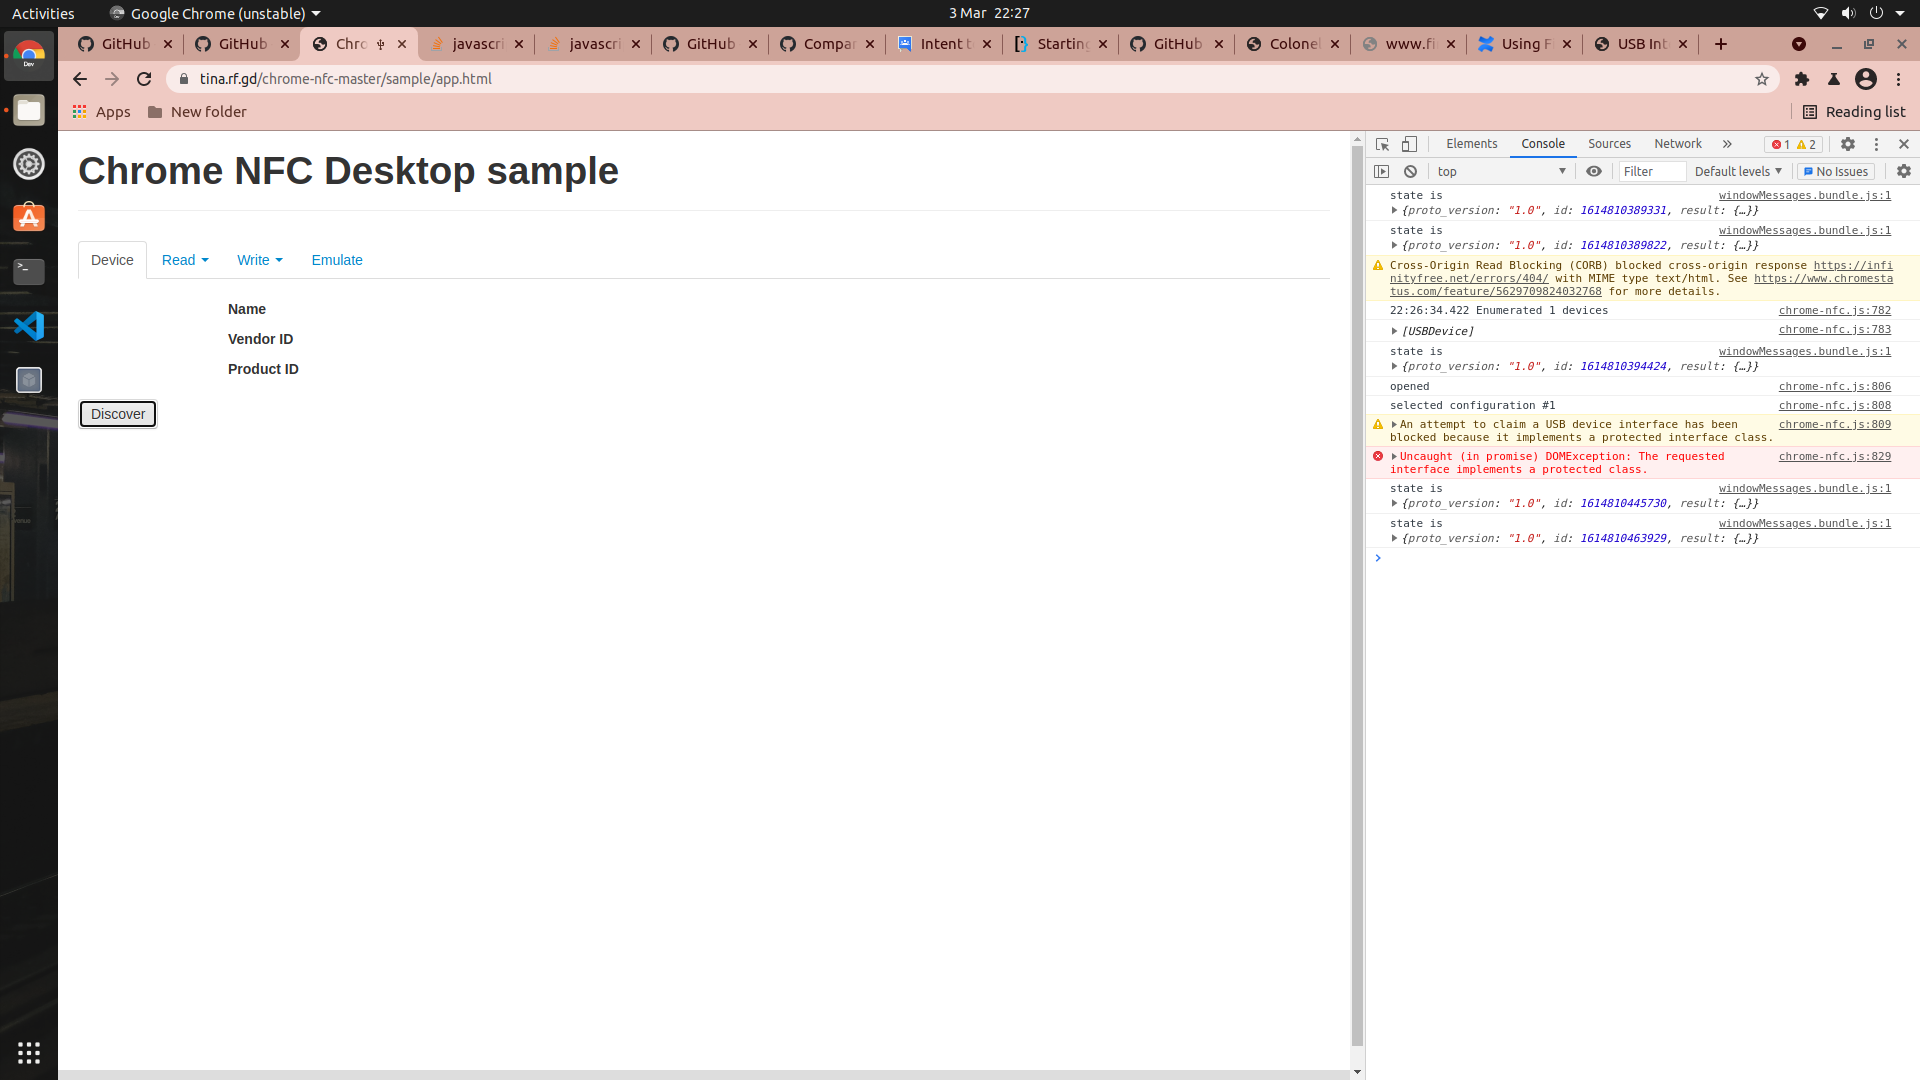 Activities
Google Chrome (unstable)
3 Mar 22:27
GitHub
GitHub
Chro
javascri
javascri
GitHub
Compar
Intent t
Starting
GitHub
Colonel
www.fi
Using F
USB Int
tina.rf.gd/chrome-nfc-master/sample/app.html
Apps
New folder
Reading list
Chrome NFC Desktop sample
Device
Read
Write
Emulate
Name
Vendor ID
Product ID
Discover
Elements
Console
Sources
Network
1
2
top
Filter
Default levels
No Issues
state is windowMessages.bundle.js:1
{proto_version: "1.0", id: 1614810389331, result: {…}}
state is windowMessages.bundle.js:1
{proto_version: "1.0", id: 1614810389822, result: {…}}
Cross-Origin Read Blocking (CORB) blocked cross-origin response https://infi
nityfree.net/errors/404/ with MIME type text/html. See https://www.chromesta
tus.com/feature/5629709824032768 for more details.
22:26:34.422 Enumerated 1 devices chrome-nfc.js:782
[USBDevice] chrome-nfc.js:783
state is windowMessages.bundle.js:1
{proto_version: "1.0", id: 1614810394424, result: {…}}
opened chrome-nfc.js:806
selected configuration #1 chrome-nfc.js:808
An attempt to claim a USB device interface has been chrome-nfc.js:809
blocked because it implements a protected interface class.
Uncaught (in promise) DOMException: The requested chrome-nfc.js:829
interface implements a protected class.
state is windowMessages.bundle.js:1
{proto_version: "1.0", id: 1614810445730, result: {…}}
state is windowMessages.bundle.js:1
{proto_version: "1.0", id: 1614810463929, result: {…}}